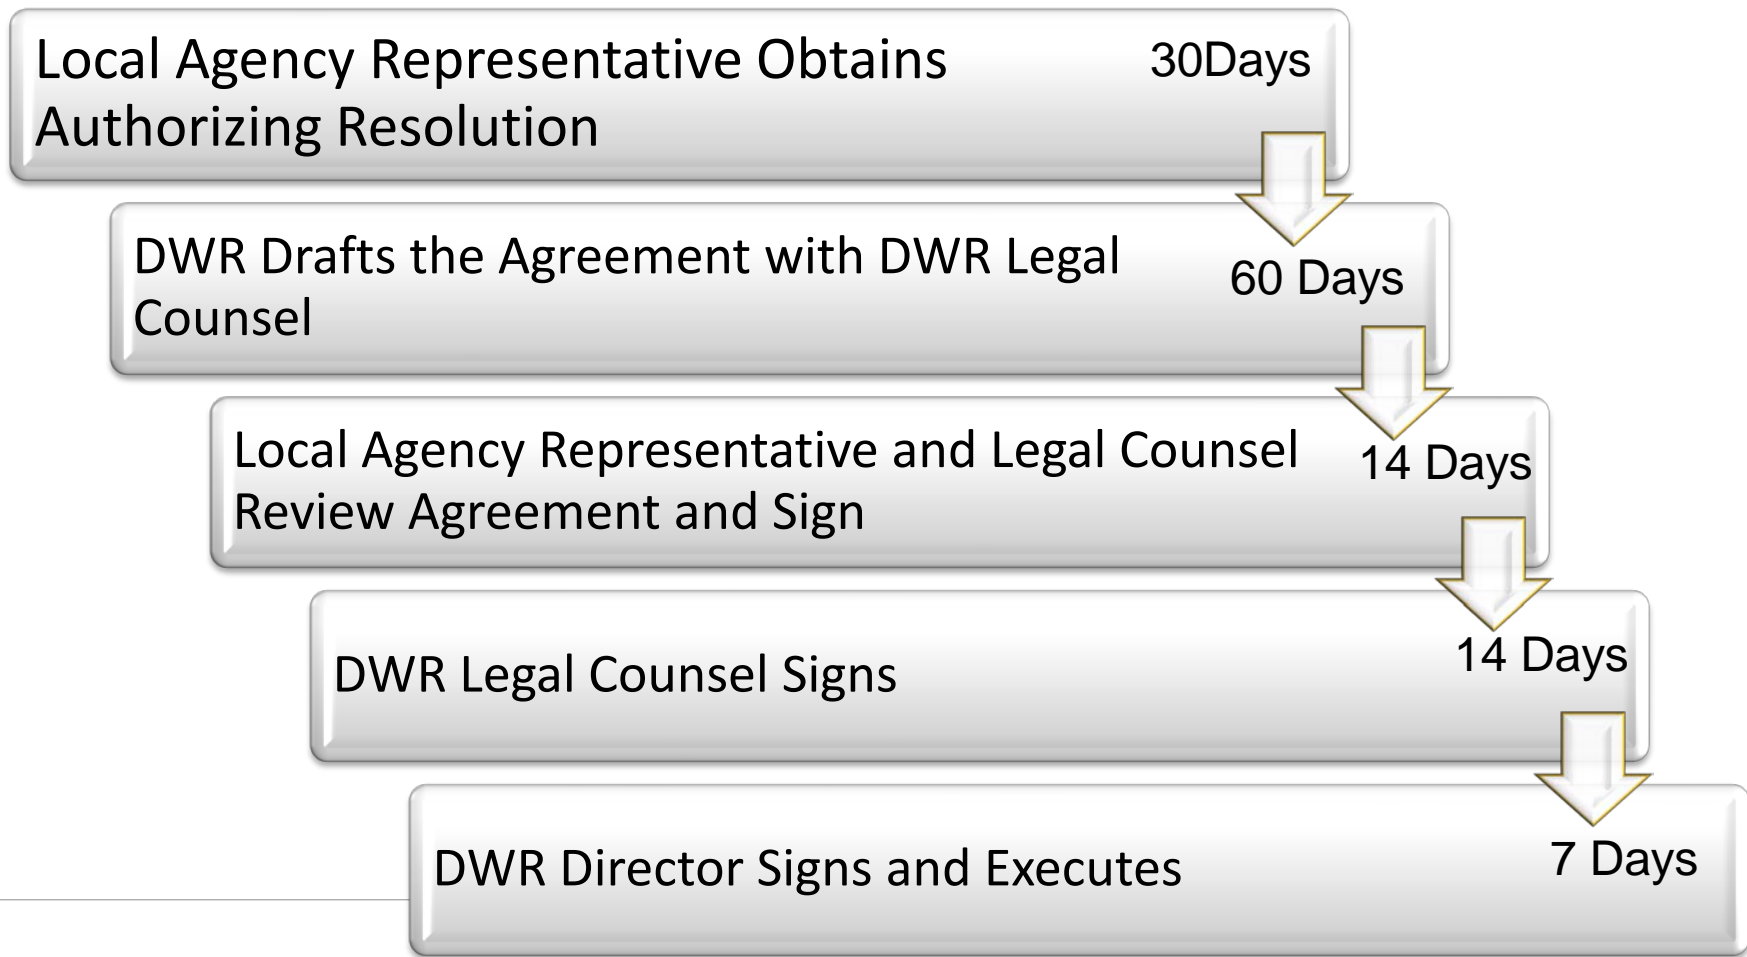 Local Agency Representative Obtains
Authorizing Resolution
30Days
DWR Drafts the Agreement with DWR Legal
Counsel
60 Days
Local Agency Representative and Legal Counsel
Review Agreement and Sign
14 Days
DWR Legal Counsel Signs
14 Days
DWR Director Signs and Executes
7 Days